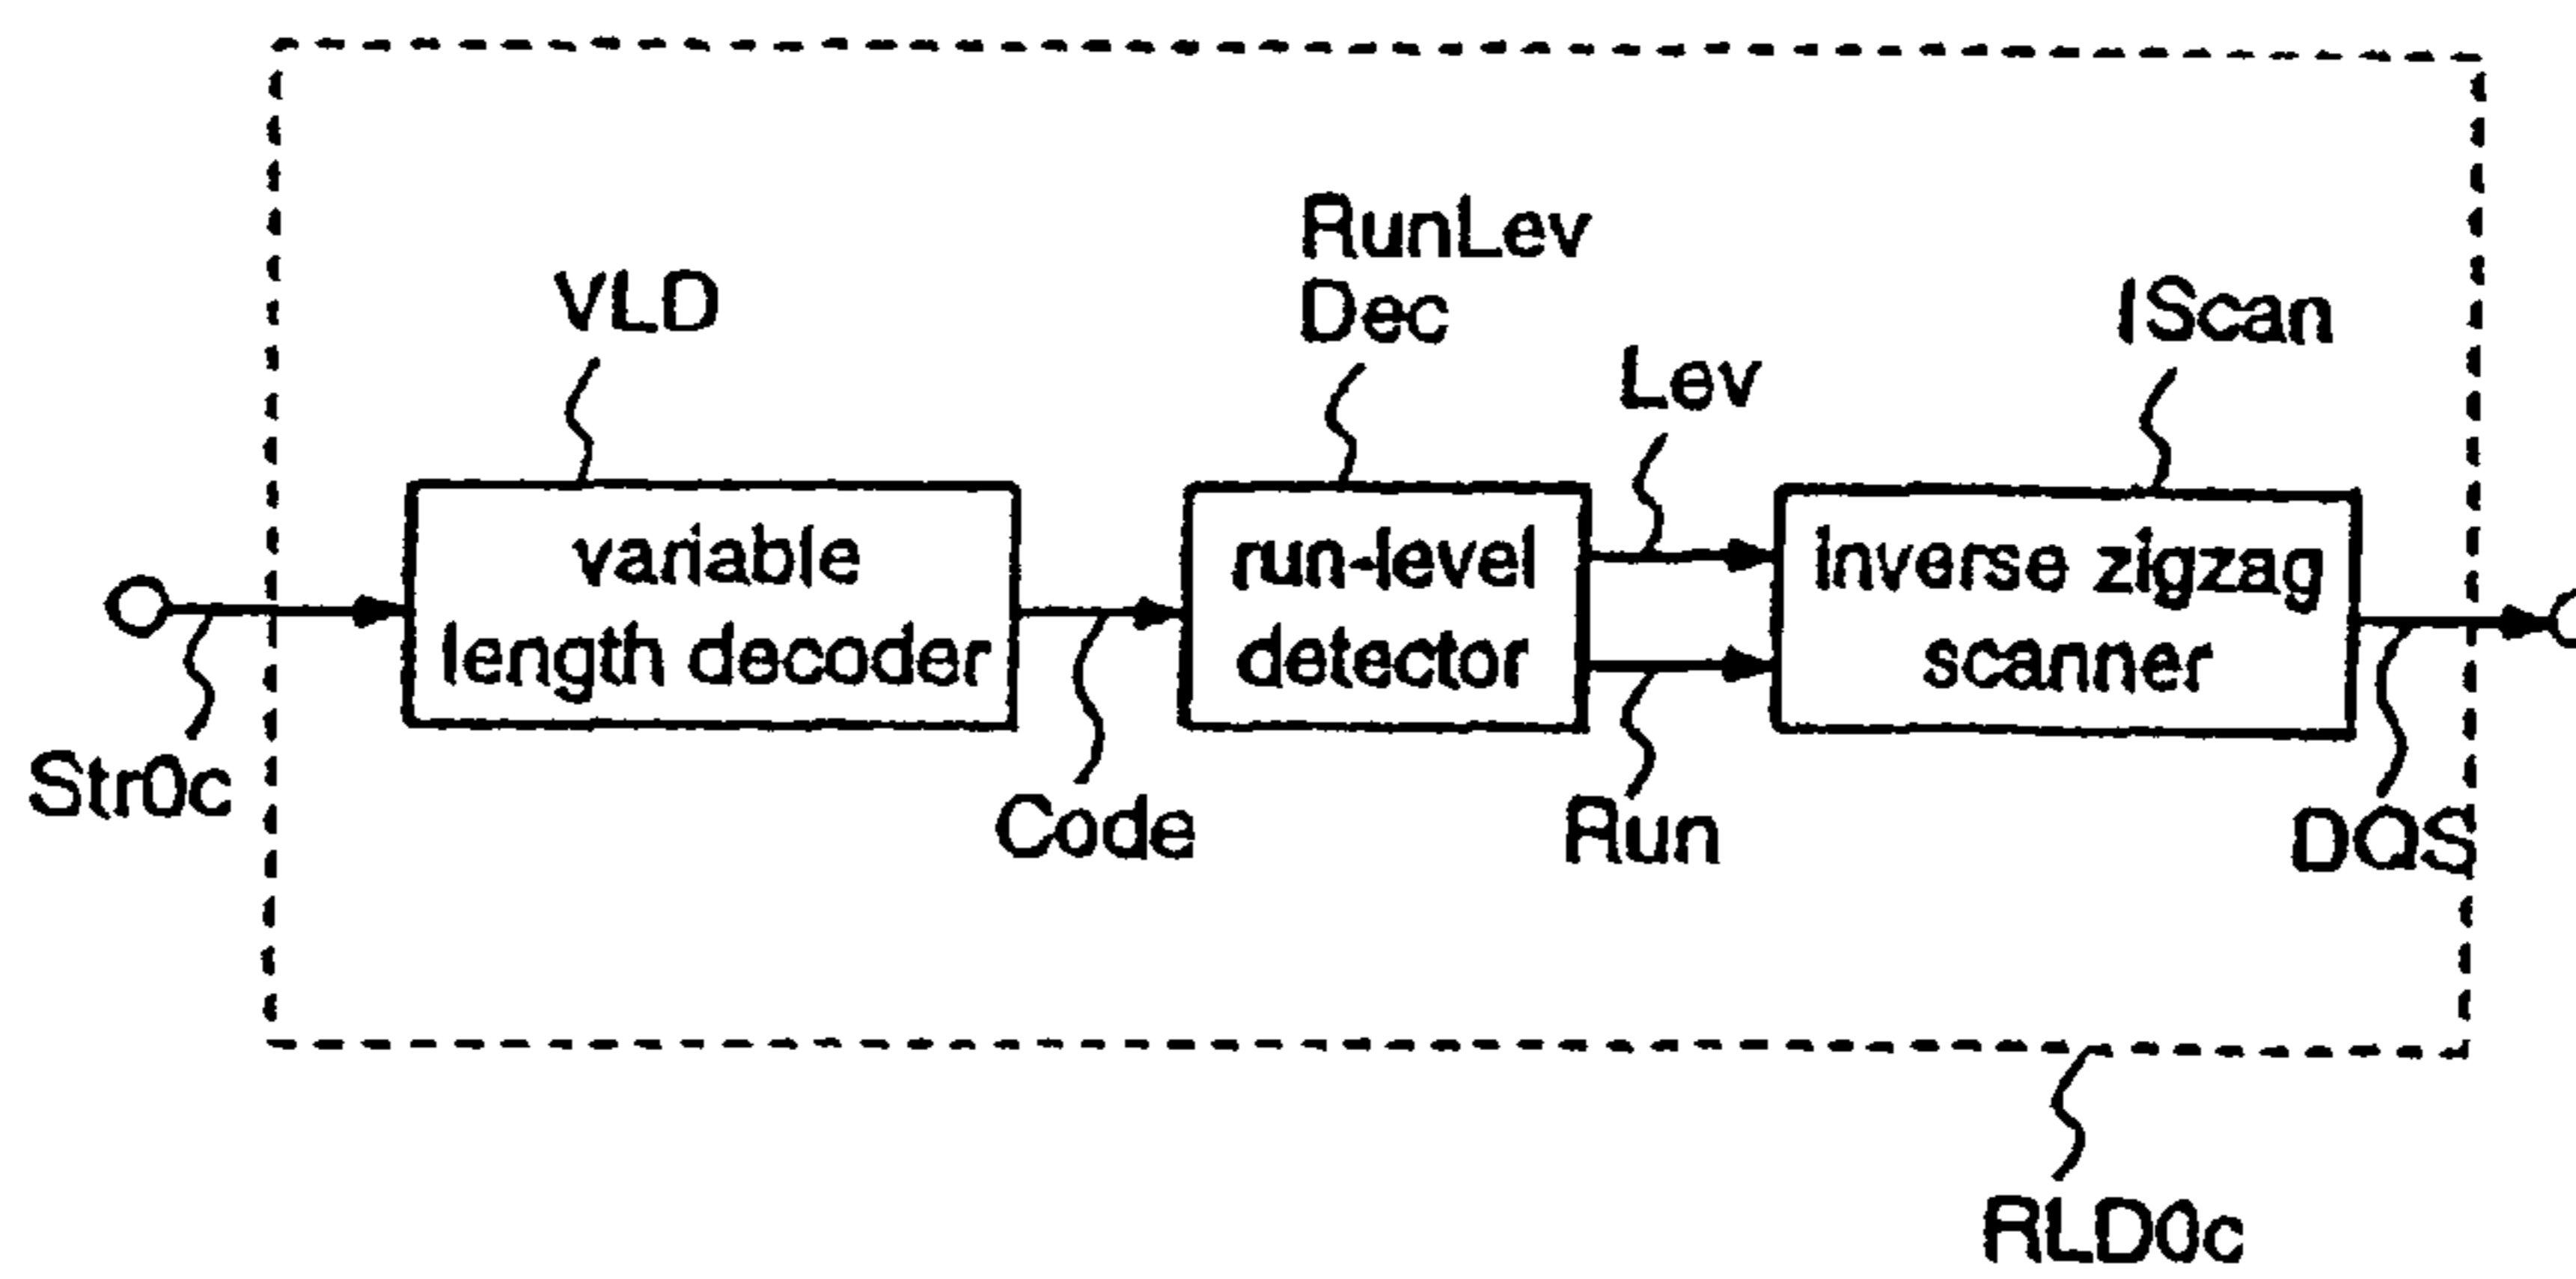 RunLev
Dec
VLD
IScan
Lev
variable
length decoder
run-level
detector
inverse zigzag
scanner
Str0c
Code
Run
DQS
RLD0c